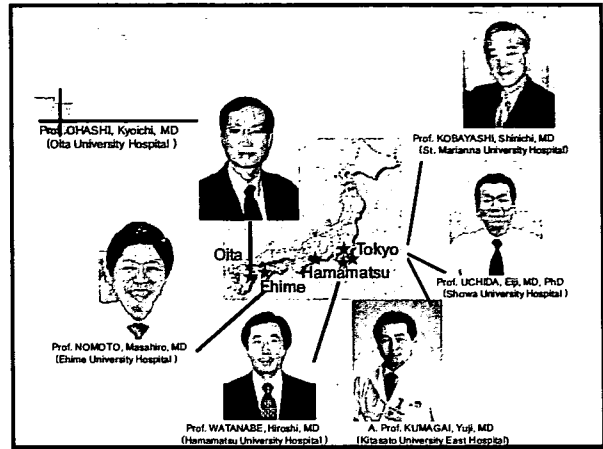 Prof. OHASHI, Kyoichi, MD
(Oita University Hospital )
Prof. KOBAYASHI, Shinichi, MD
(St. Marianna University Hospital)
Oita
Ehime
Hamamatsu
Tokyo
Prof. UCHIDA, Eiji, MD, PhD
(Showa University Hospital )
Prof. NOMOTO, Masahiro, MD
(Ehime University Hospital )
Prof. WATANABE, Hiroshi, MD
(Hamamatsu University Hospital )
A. Prof. KUMAGAI, Yuji, MD
(Kitasato University East Hospital)